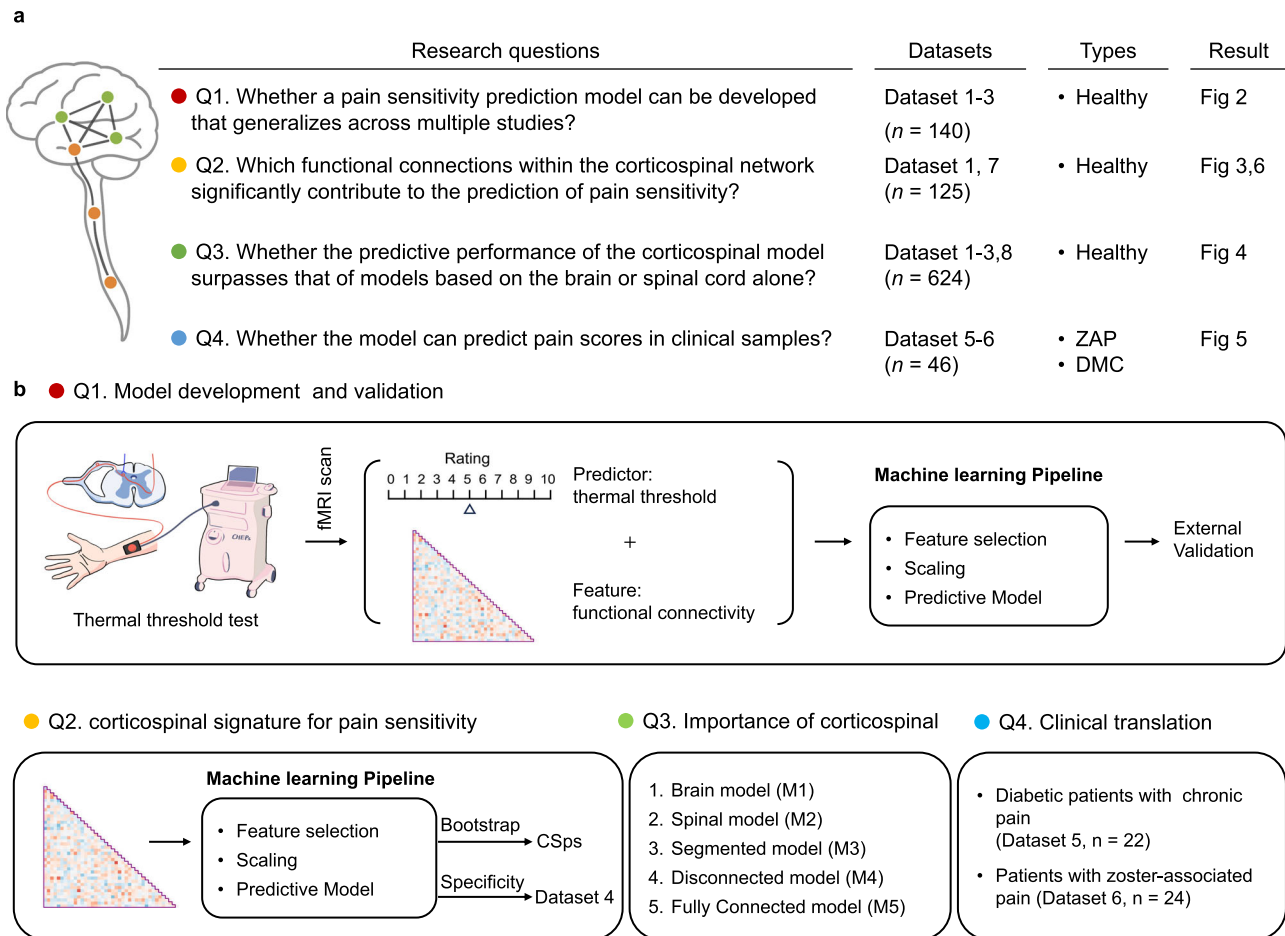 a
Research questions Datasets Types Result
Q1. Whether a pain sensitivity prediction model can be developed
that generalizes across multiple studies?
Dataset 1-3
(n = 140)
• Healthy
Fig 2
Q2. Which functional connections within the corticospinal network
significantly contribute to the prediction of pain sensitivity?
Dataset 1, 7
(n = 125)
• Healthy
Fig 3,6
Q3. Whether the predictive performance of the corticospinal model
surpasses that of models based on the brain or spinal cord alone?
Dataset 1-3,8
(n = 624)
• Healthy
Fig 4
Q4. Whether the model can predict pain scores in clinical samples?
Dataset 5-6
(n = 46)
• ZAP
• DMC
Fig 5
b Q1. Model development and validation
CHEPs
Thermal threshold test
fMRI scan
Rating
0 1 2 3 4 5 6 7 8 9 10
Predictor:
thermal threshold
+
Feature:
functional connectivity
Machine learning Pipeline
• Feature selection
• Scaling
• Predictive Model
External
Validation
Q2. corticospinal signature for pain sensitivity
Machine learning Pipeline
• Feature selection
• Scaling
• Predictive Model
Bootstrap
CSps
Specificity
Dataset 4
Q3. Importance of corticospinal
1. Brain model (M1)
2. Spinal model (M2)
3. Segmented model (M3)
4. Disconnected model (M4)
5. Fully Connected model (M5)
Q4. Clinical translation
• Diabetic patients with chronic
pain
(Dataset 5, n = 22)
• Patients with zoster-associated
pain (Dataset 6, n = 24)